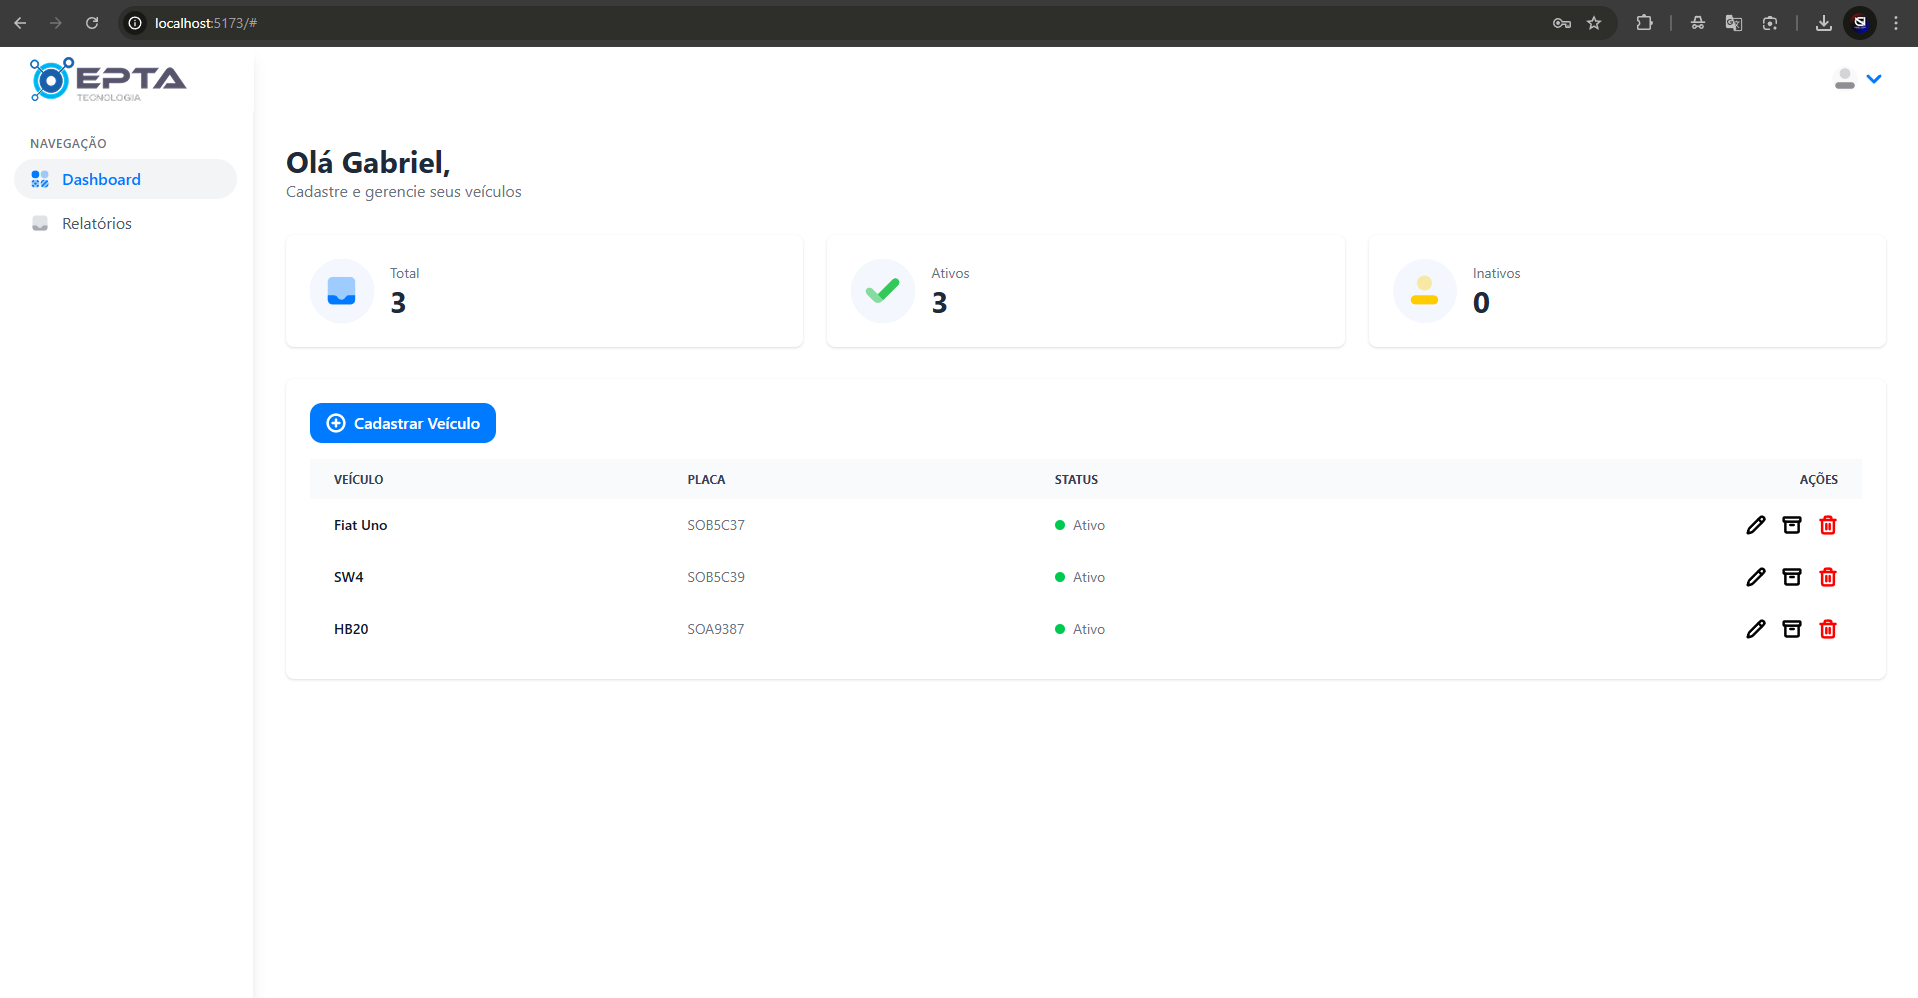 localhost:5173/#
EPTA
TECNOLOGIA
NAVEGAÇÃO
Dashboard
Relatórios
Olá Gabriel,
Cadastre e gerencie seus veículos
Total
3
Ativos
3
Inativos
0
Cadastrar Veículo
VEÍCULO PLACA STATUS AÇÕES
Fiat Uno SOB5C37 Ativo
SW4 SOB5C39 Ativo
HB20 SOA9387 Ativo